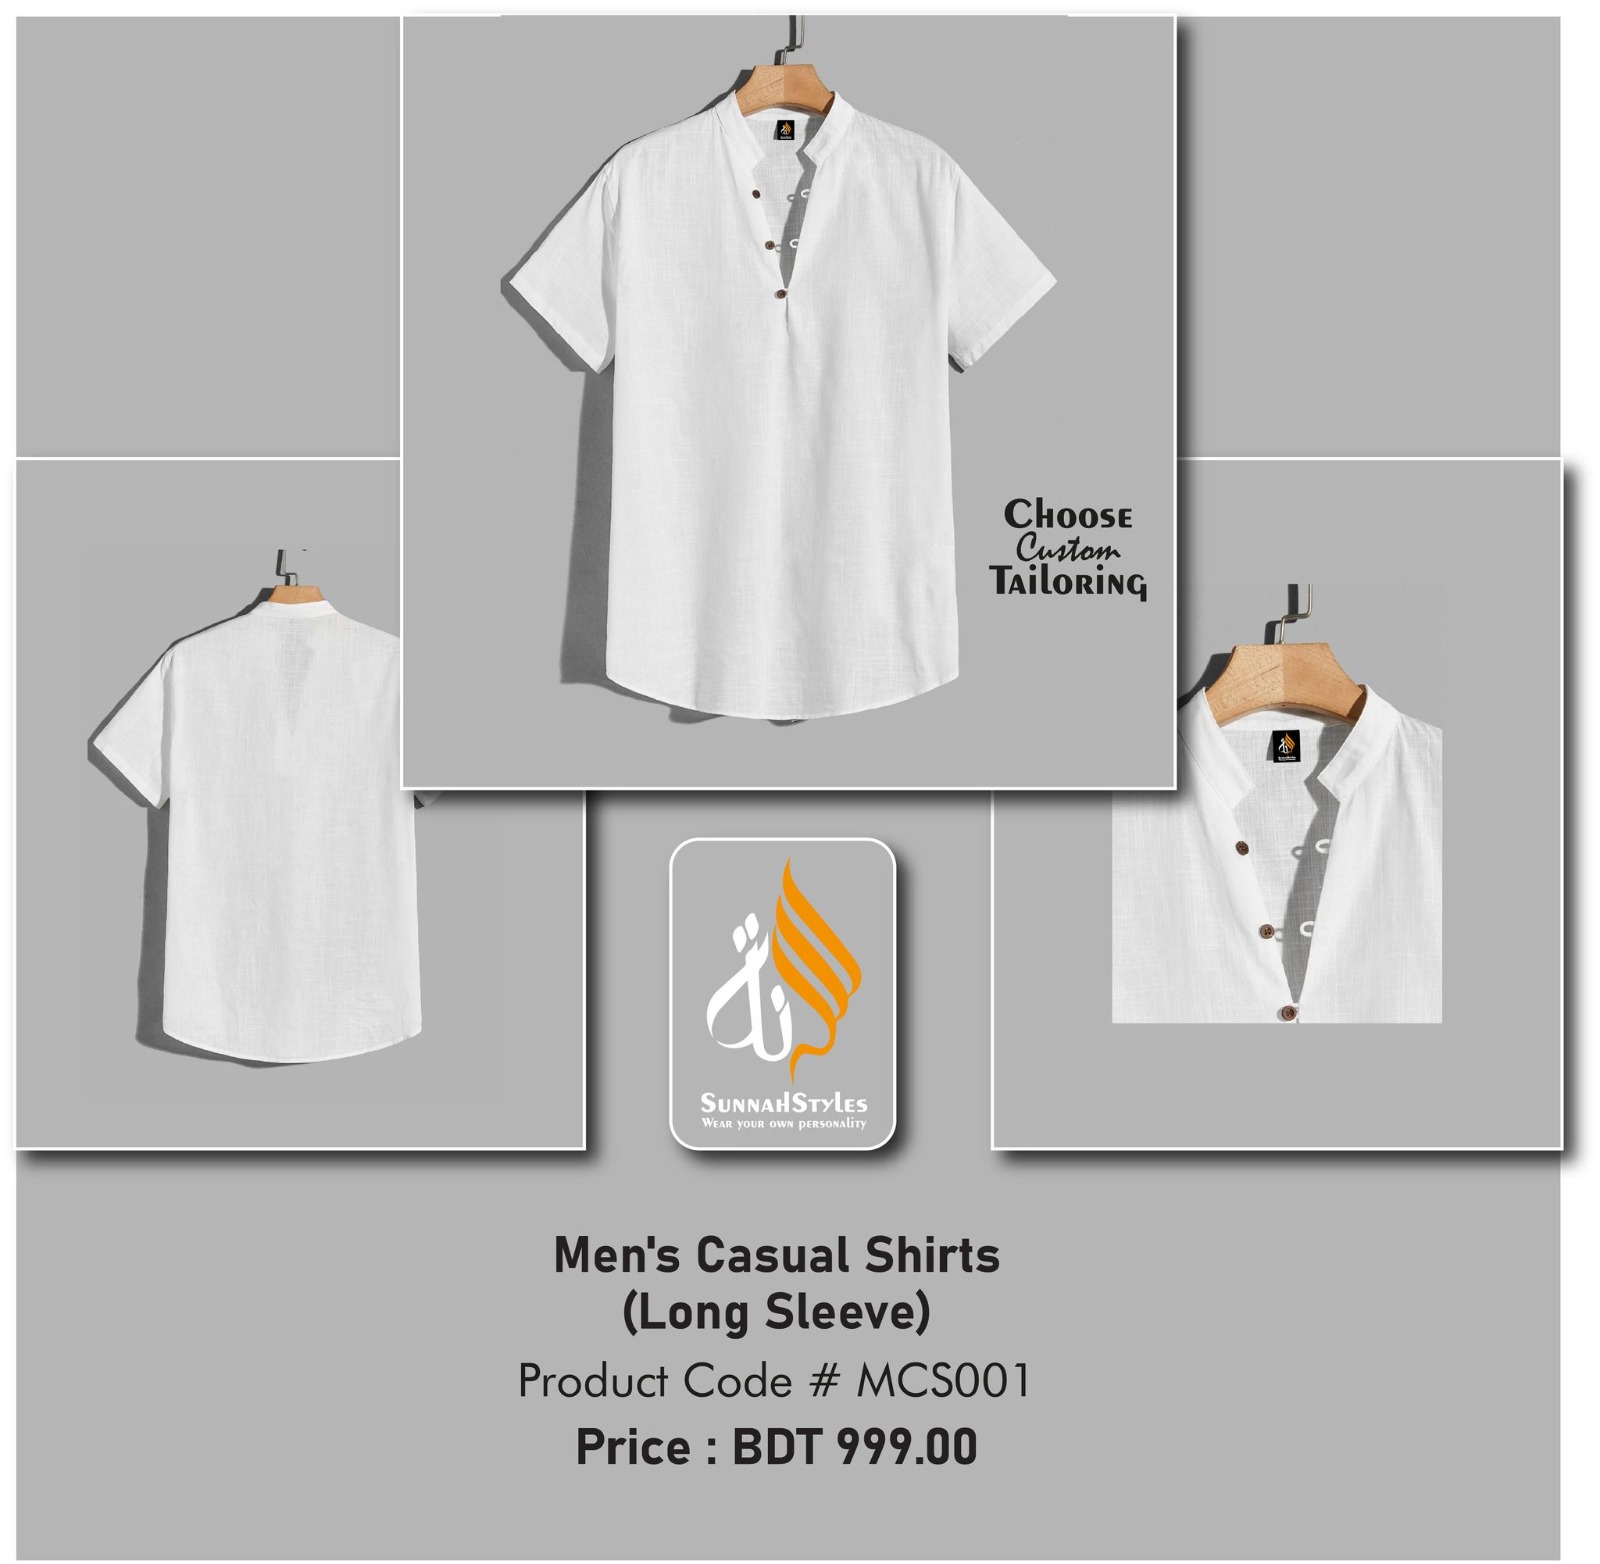 Choose
Custom
Tailoring
SunnahStyles
Wear your own personality
Men's Casual Shirts
(Long Sleeve)
Product Code # MCS001
Price : BDT 999.00